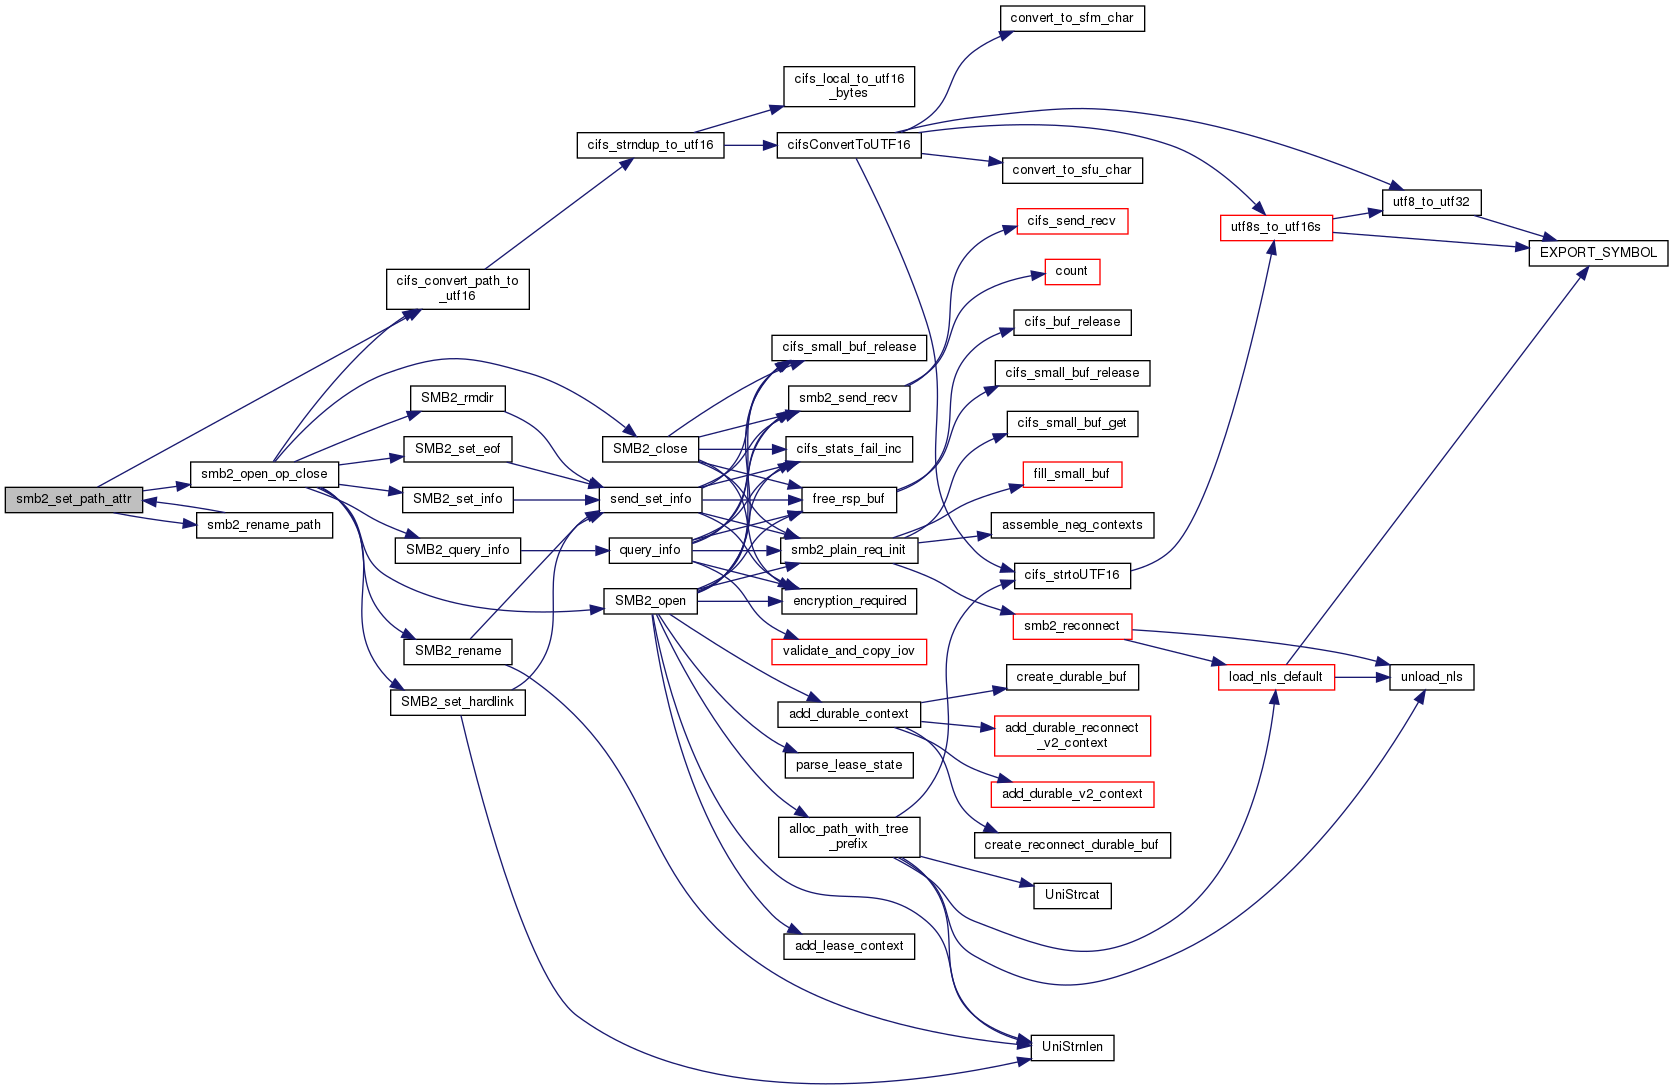 convert_to_sfm_char
cifs_local_to_utf16
_bytes
cifs_strndup_to_utf16
cifsConvertToUTF16
convert_to_sfu_char
utf8_to_utf32
cifs_send_recv
utf8s_to_utf16s
EXPORT_SYMBOL
count
cifs_convert_path_to
_utf16
cifs_buf_release
cifs_small_buf_release
cifs_small_buf_release
SMB2_rmdir
smb2_send_recv
cifs_small_buf_get
SMB2_set_eof
SMB2_close
cifs_stats_fail_inc
smb2_open_op_close
fill_small_buf
smb2_set_path_attr
SMB2_set_info
send_set_info
free_rsp_buf
smb2_rename_path
assemble_neg_contexts
SMB2_query_info
query_info
smb2_plain_req_init
cifs_strtoUTF16
SMB2_open
encryption_required
smb2_reconnect
SMB2_rename
validate_and_copy_iov
create_durable_buf
load_nls_default
unload_nls
SMB2_set_hardlink
add_durable_context
add_durable_reconnect
_v2_context
parse_lease_state
add_durable_v2_context
alloc_path_with_tree
_prefix
create_reconnect_durable_buf
UniStrcat
add_lease_context
UniStrnlen